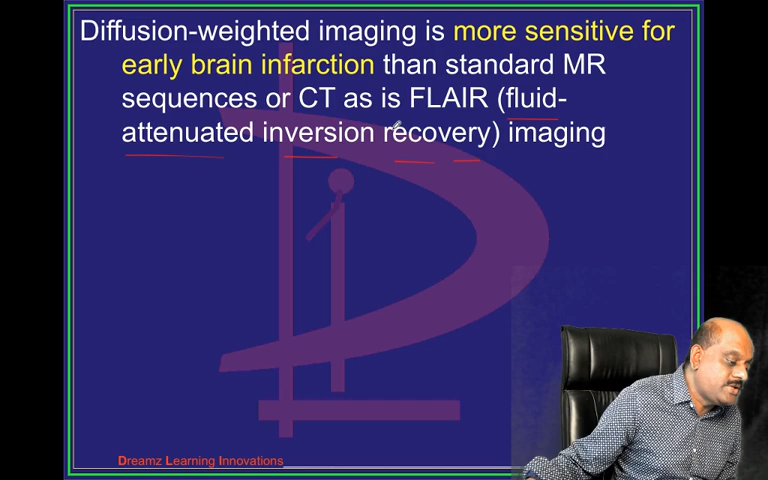 Diffusion-weighted imaging is more sensitive for
early brain infarction than standard MR
sequences or CT as is FLAIR (fluid-
attenuated inversion recovery) imaging
Dreamz Learning Innovations